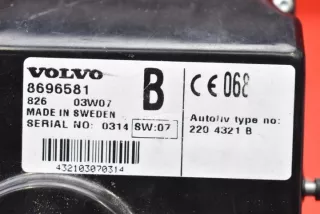 VOLVO
8696581
826 03W07
MADE IN SWEDEN
SERIAL NO: 0314 SW:07
432103070314
B
CE 068
Autoliv type no:
220 4321 B